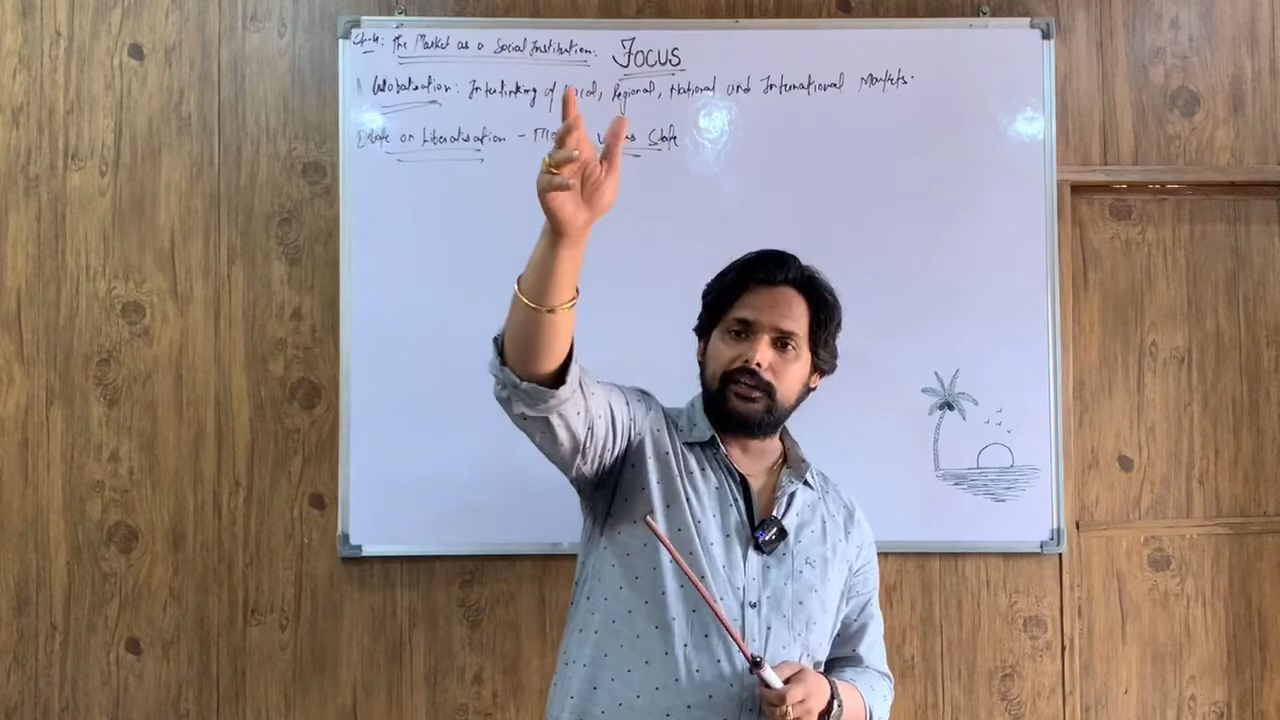 Ch-4: The Market as a Social Institution: FOCUS
Globalisation: Interlinking of Local, Regional, National and International Markets.
Debate on Liberalisation - State